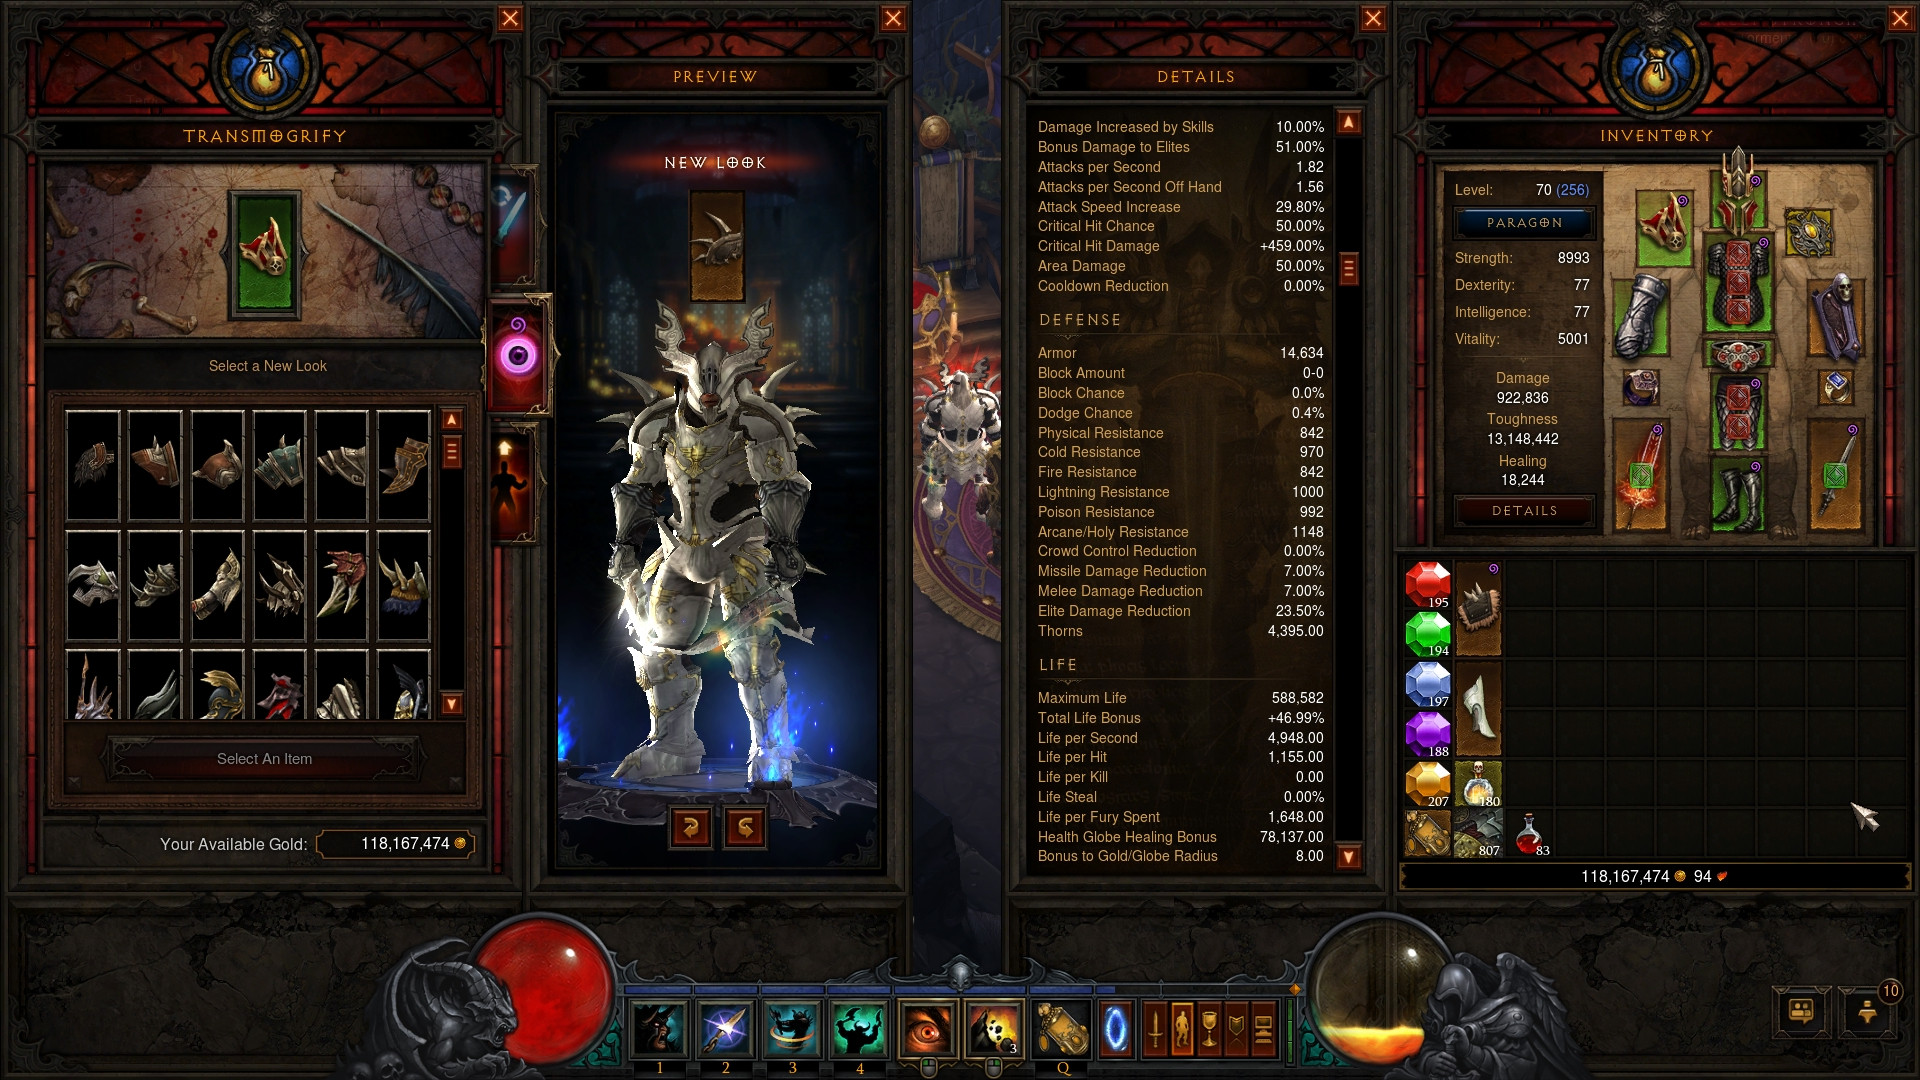 TRANSMOGRIFY
Select a New Look
Select An Item
Your Available Gold: 118,167,474
PREVIEW
NEW LOOK
DETAILS
Damage Increased by Skills 10.00%
Bonus Damage to Elites 51.00%
Attacks per Second 1.82
Attacks per Second Off Hand 1.56
Attack Speed Increase 29.80%
Critical Hit Chance 50.00%
Critical Hit Damage +459.00%
Area Damage 50.00%
Cooldown Reduction 0.00%
DEFENSE
Armor 14,634
Block Amount 0-0
Block Chance 0.0%
Dodge Chance 0.4%
Physical Resistance 842
Cold Resistance 970
Fire Resistance 842
Lightning Resistance 1000
Poison Resistance 992
Arcane/Holy Resistance 1148
Crowd Control Reduction 0.00%
Missile Damage Reduction 7.00%
Melee Damage Reduction 7.00%
Elite Damage Reduction 23.50%
Thorns 4,395.00
LIFE
Maximum Life 588,582
Total Life Bonus +46.99%
Life per Second 4,948.00
Life per Hit 1,155.00
Life per Kill 0.00
Life Steal 0.00%
Life per Fury Spent 1,648.00
Health Globe Healing Bonus 78,137.00
Bonus to Gold/Globe Radius 8.00
INVENTORY
Level: 70 (256)
PARAGON
Strength: 8993
Dexterity: 77
Intelligence: 77
Vitality: 5001
Damage
922,836
Toughness
13,148,442
Healing
18,244
DETAILS
195
194
197
188
207 180
807 83
118,167,474 94
3
1 2 3 4 Q
10